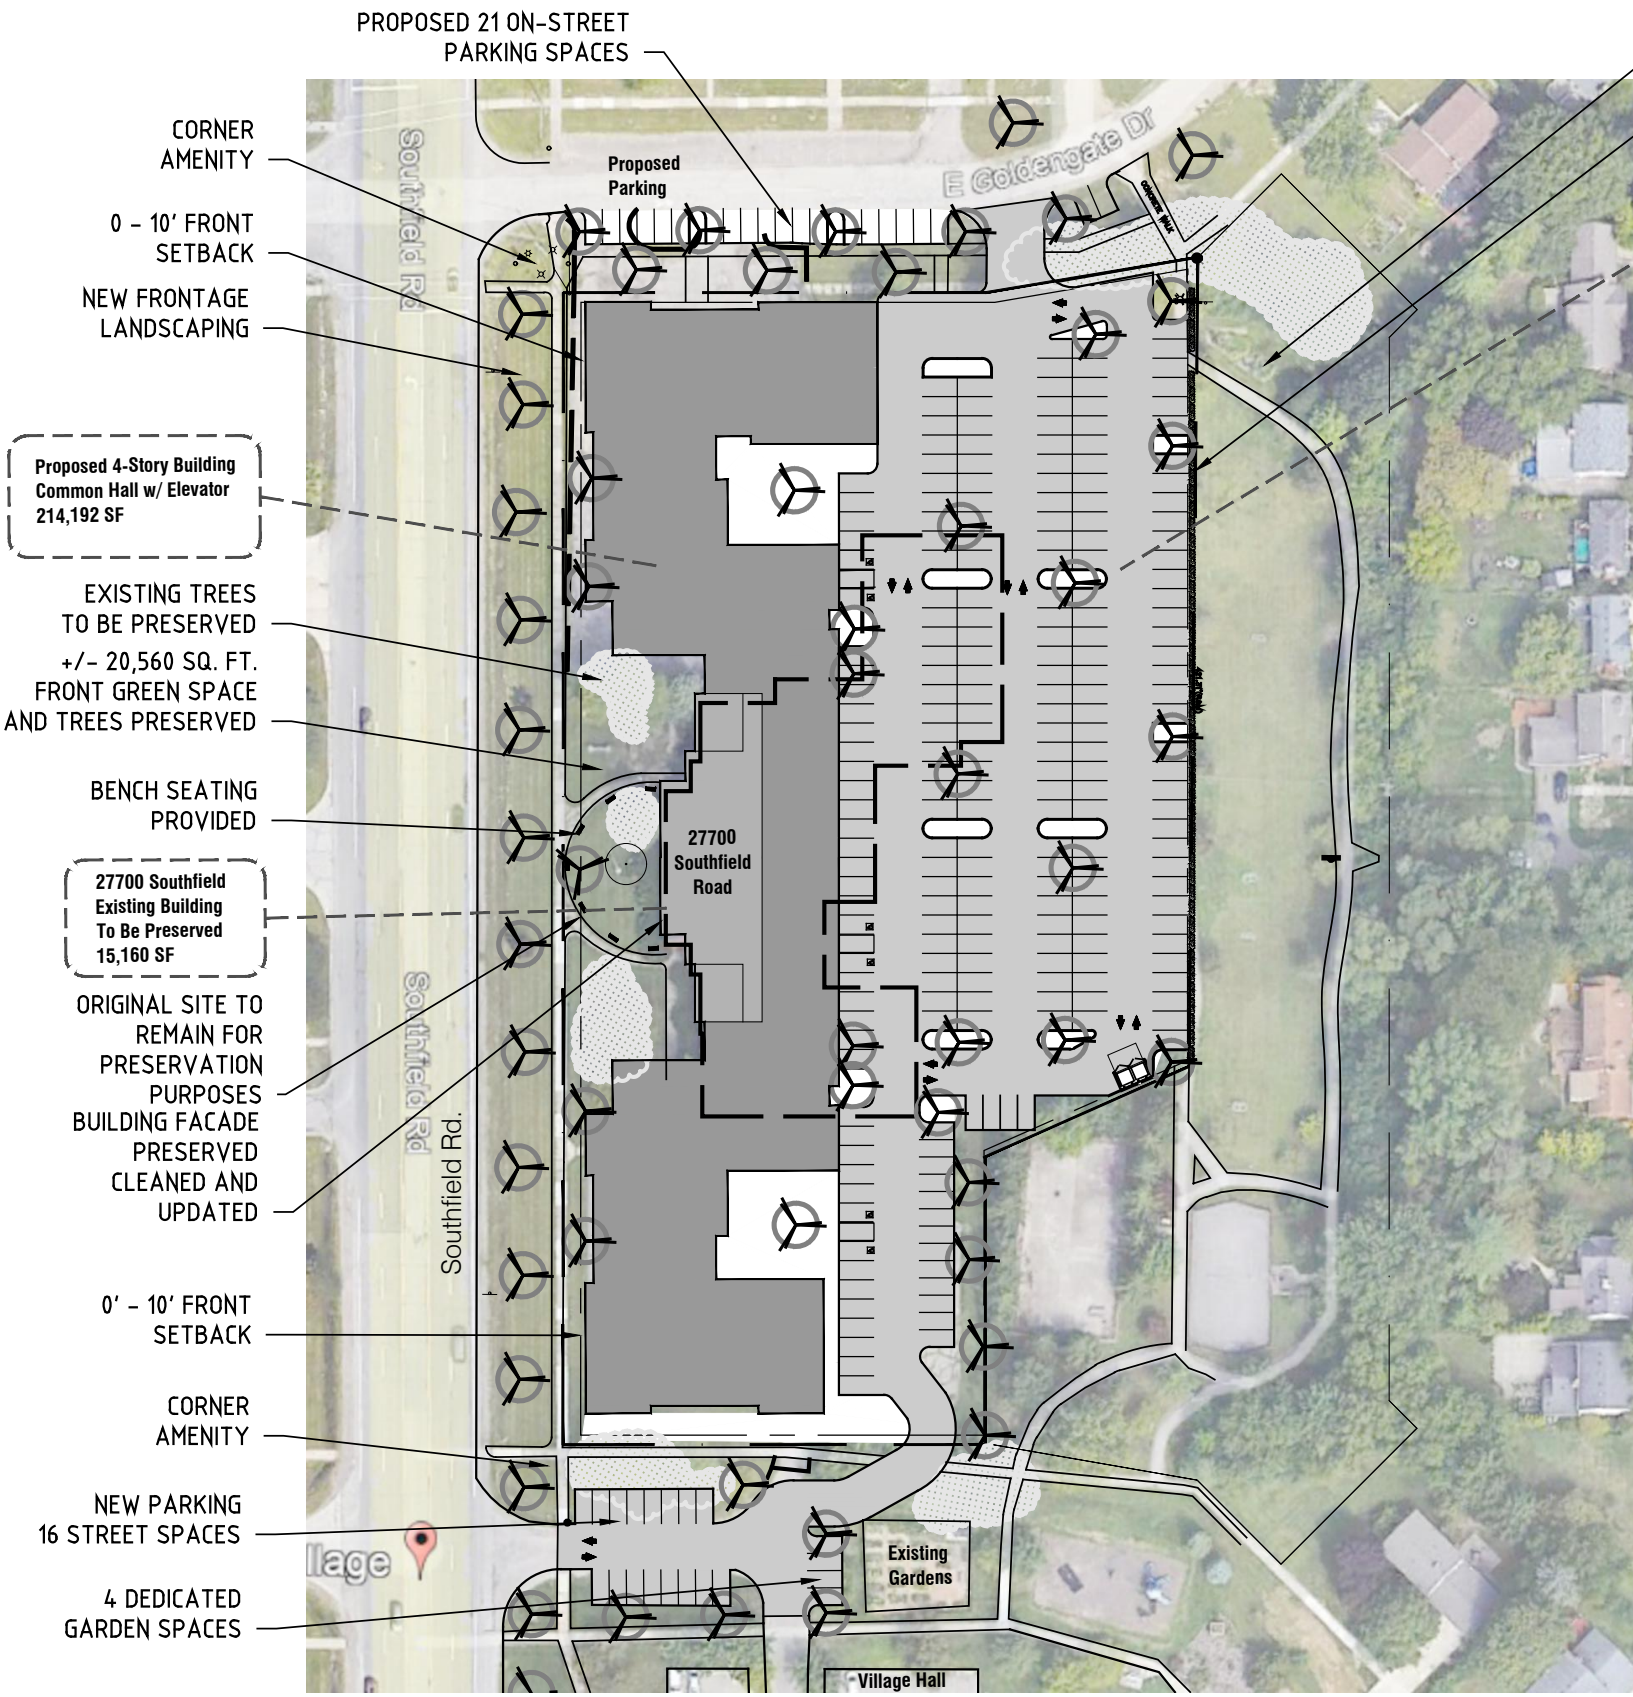 PROPOSED 21 ON-STREET
PARKING SPACES
CORNER
AMENITY
0 - 10' FRONT
SETBACK
NEW FRONTAGE
LANDSCAPING
Proposed 4-Story Building
Common Hall w/ Elevator
214,192 SF
EXISTING TREES
TO BE PRESERVED
+/- 20,560 SQ. FT.
FRONT GREEN SPACE
AND TREES PRESERVED
BENCH SEATING
PROVIDED
27700 Southfield
Existing Building
To Be Preserved
15,160 SF
ORIGINAL SITE TO
REMAIN FOR
PRESERVATION
PURPOSES
BUILDING FACADE
PRESERVED
CLEANED AND
UPDATED
0' - 10' FRONT
SETBACK
CORNER
AMENITY
NEW PARKING
16 STREET SPACES
4 DEDICATED
GARDEN SPACES
Southfield Rd
Southfield Rd
Southfield Rd.
llage
Proposed
Parking
E Goldengate Dr
CONCRETE WALK
27700
Southfield
Road
Existing
Gardens
Village Hall